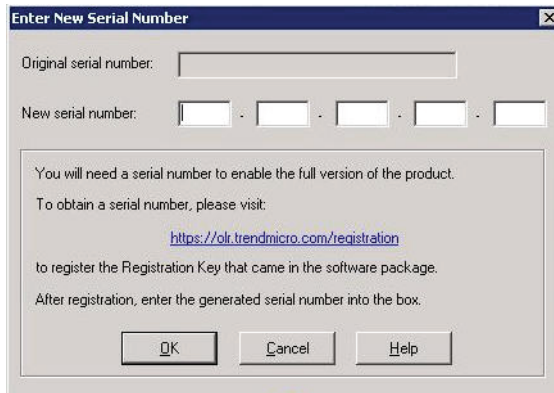 Enter New Serial Number
Original serial number:
New serial number: - - - -
You will need a serial number to enable the full version of the product.
To obtain a serial number, please visit:
https://olr.trendmicro.com/registration
to register the Registration Key that came in the software package.
After registration, enter the generated serial number into the box.
OK Cancel Help